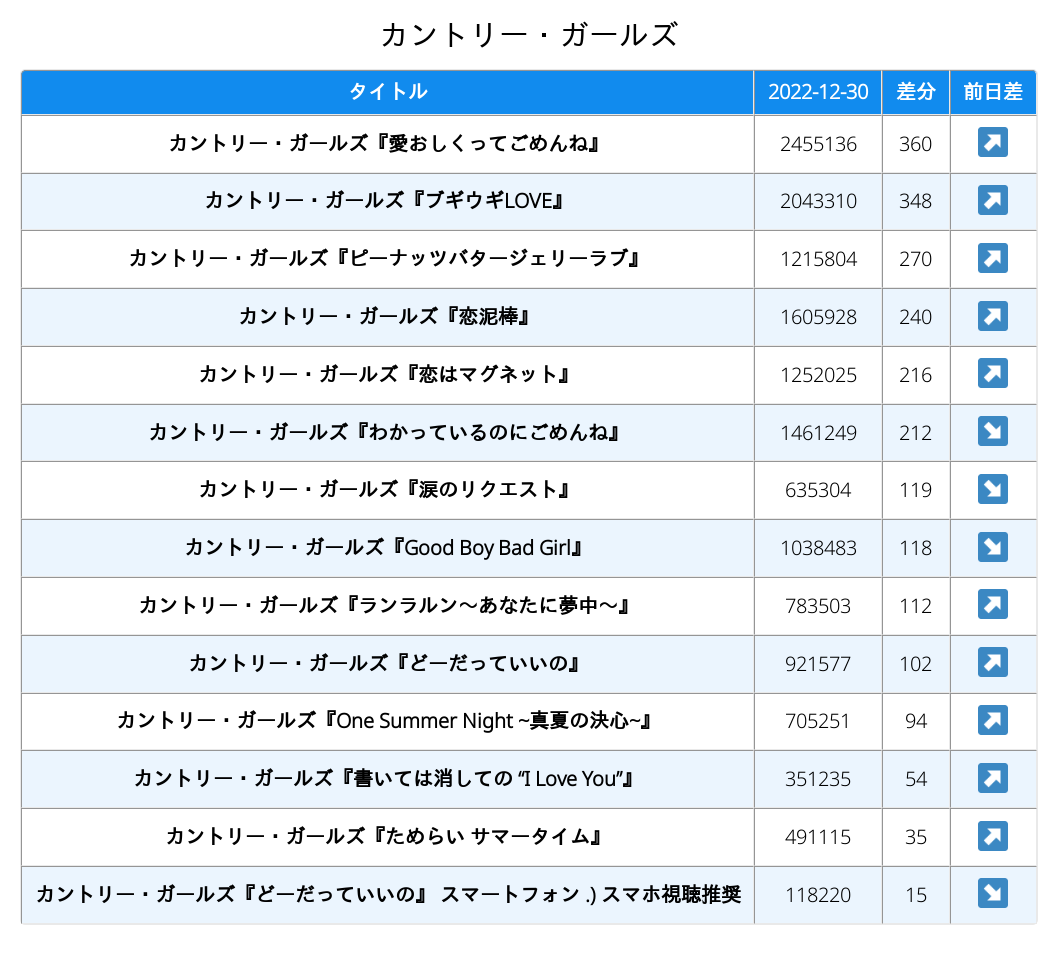 カントリー・ガールズ
タイトル 2022-12-30 差分 前日差
カントリー・ガールズ『愛おしくってごめんね』 2455136 360
カントリー・ガールズ『ブギウギLOVE』 2043310 348
カントリー・ガールズ『ピーナッツバタージェリーラブ』 1215804 270
カントリー・ガールズ『恋泥棒』 1605928 240
カントリー・ガールズ『恋はマグネット』 1252025 216
カントリー・ガールズ『わかっているのにごめんね』 1461249 212
カントリー・ガールズ『涙のリクエスト』 635304 119
カントリー・ガールズ『Good Boy Bad Girl』 1038483 118
カントリー・ガールズ『ランラルン～あなたに夢中～』 783503 112
カントリー・ガールズ『どーだっていいの』 921577 102
カントリー・ガールズ『One Summer Night ~真夏の決心~』 705251 94
カントリー・ガールズ『書いては消しての “I Love You”』 351235 54
カントリー・ガールズ『ためらい サマータイム』 491115 35
カントリー・ガールズ『どーだっていいの』 スマートフォン .) スマホ視聴推奨 118220 15